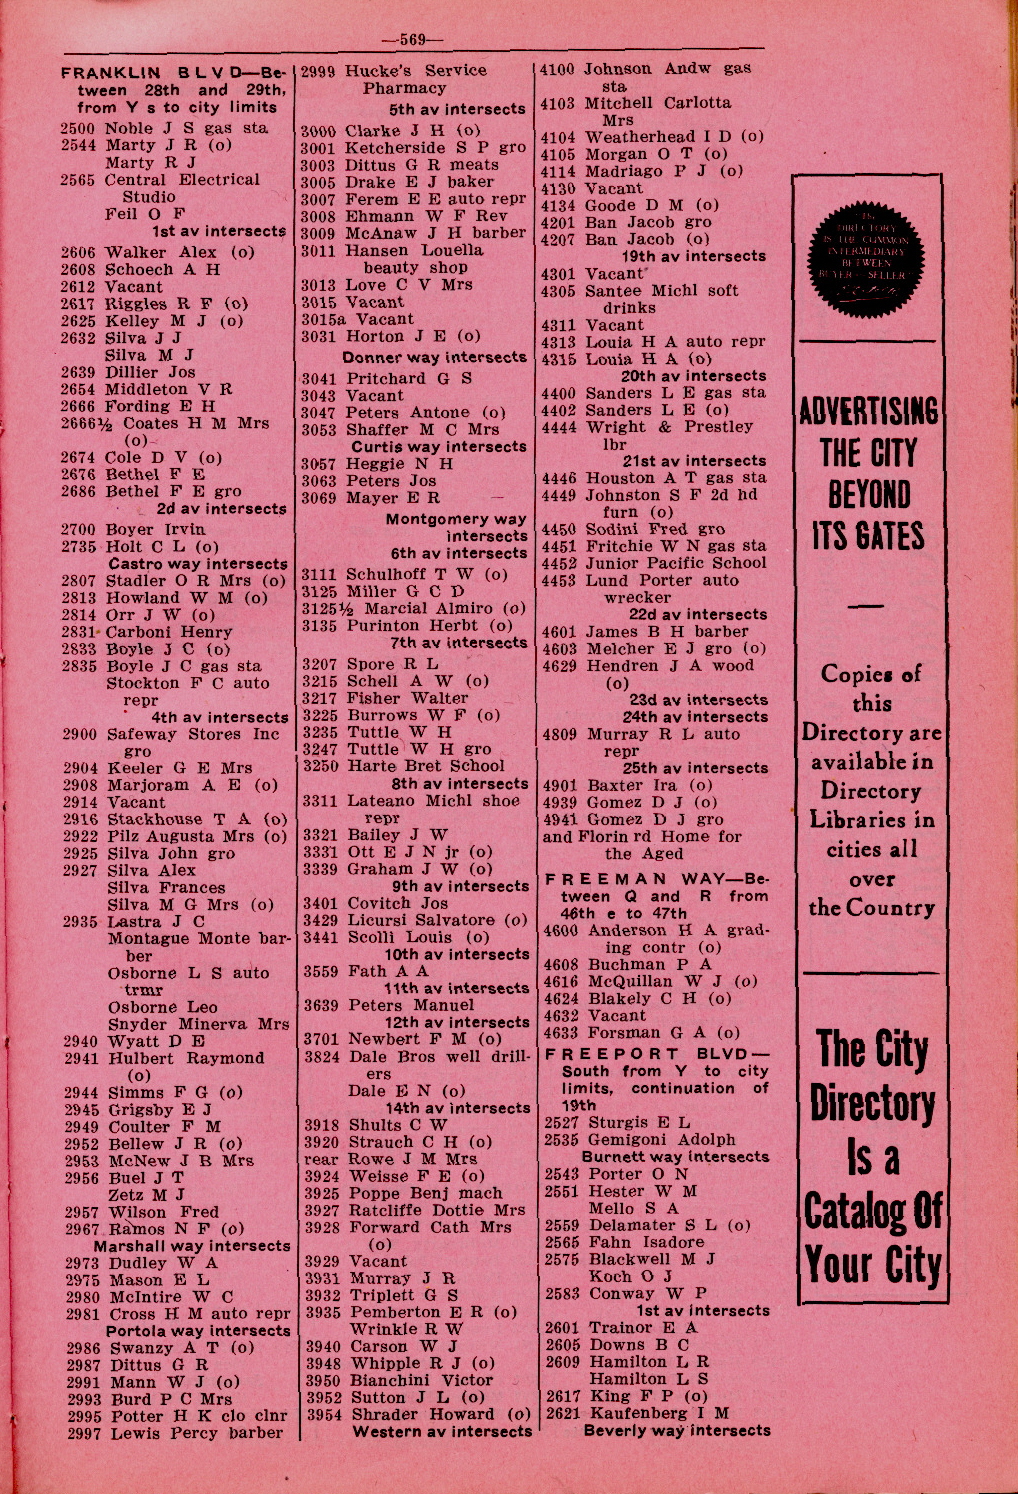 —569—
FRANKLIN BLVD—Be-
tween 28th and 29th,
from Y s to city limits
2500 Noble J S gas sta
2544 Marty J R (o)
Marty R J
2565 Central Electrical
Studio
Feil O F
1st av intersects
2606 Walker Alex (o)
2608 Schoech A H
2612 Vacant
2617 Riggles R F (o)
2625 Kelley M J (o)
2632 Silva J J
Silva M J
2639 Dillier Jos
2654 Middleton V R
2666 Fording E H
2666½ Coates H M Mrs
(o)
2674 Cole D V (o)
2676 Bethel F E
2686 Bethel F E gro
2d av intersects
2700 Boyer Irvin
2735 Holt C L (o)
Castro way intersects
2807 Stadler O R Mrs (o)
2813 Howland W M (o)
2814 Orr J W (o)
2831 Carboni Henry
2833 Boyle J C (o)
2835 Boyle J C gas sta
Stockton F C auto
repr
4th av intersects
2900 Safeway Stores Inc
gro
2904 Keeler G E Mrs
2908 Marjoram A E (o)
2914 Vacant
2916 Stackhouse T A (o)
2922 Pilz Augusta Mrs (o)
2925 Silva John gro
2927 Silva Alex
Silva Frances
Silva M G Mrs (o)
2935 Lastra J C
Montague Monte bar-
ber
Osborne L S auto
trmr
Osborne Leo
Snyder Minerva Mrs
2940 Wyatt D E
2941 Hulbert Raymond
(o)
2944 Simms F G (o)
2945 Grigsby E J
2949 Coulter F M
2952 Bellew J R (o)
2953 McNew J B Mrs
2956 Buel J T
Zetz M J
2957 Wilson Fred
2967 Ramos N F (o)
Marshall way intersects
2973 Dudley W A
2975 Mason E L
2980 McIntire W C
2981 Cross H M auto repr
Portola way intersects
2986 Swanzy A T (o)
2987 Dittus G R
2991 Mann W J (o)
2993 Burd P C Mrs
2995 Potter H K clo clnr
2997 Lewis Percy barber
2999 Hucke's Service
Pharmacy
5th av intersects
3000 Clarke J H (o)
3001 Ketcherside S P gro
3003 Dittus G R meats
3005 Drake E J baker
3007 Ferem E E auto repr
3008 Ehmann W F Rev
3009 McAnaw J H barber
3011 Hansen Louella
beauty shop
3013 Love C V Mrs
3015 Vacant
3015a Vacant
3031 Horton J E (o)
Donner way intersects
3041 Pritchard G S
3043 Vacant
3047 Peters Antone (o)
3053 Shaffer M C Mrs
Curtis way intersects
3057 Heggie N H
3063 Peters Jos
3069 Mayer E R
Montgomery way
intersects
6th av intersects
3111 Schulhoff T W (o)
3125 Miller G C D
3125½ Marcial Almiro (o)
3135 Purinton Herbt (o)
7th av intersects
3207 Spore R L
3215 Schell A W (o)
3217 Fisher Walter
3225 Burrows W F (o)
3235 Tuttle W H
3247 Tuttle W H gro
3250 Harte Bret School
8th av intersects
3311 Lateano Michl shoe
repr
3321 Bailey J W
3331 Ott E J N jr (o)
3339 Graham J W (o)
9th av intersects
3401 Covitch Jos
3429 Licursi Salvatore (o)
3441 Scolli Louis (o)
10th av intersects
3559 Fath A A
11th av intersects
3639 Peters Manuel
12th av intersects
3701 Newbert F M (o)
3824 Dale Bros well drill-
ers
Dale E N (o)
14th av intersects
3918 Shults C W
3920 Strauch C H (o)
rear Rowe J M Mrs
3924 Weisse F E (o)
3925 Poppe Benj mach
3927 Ratcliffe Dottie Mrs
3928 Forward Cath Mrs
(o)
3929 Vacant
3931 Murray J R
3932 Triplett G S
3935 Pemberton E R (o)
Wrinkle R W
3940 Carson W J
3948 Whipple R J (o)
3950 Bianchini Victor
3952 Sutton J L (o)
3954 Shrader Howard (o)
Western av intersects
4100 Johnson Andw gas
sta
4103 Mitchell Carlotta
Mrs
4104 Weatherhead I D (o)
4105 Morgan O T (o)
4114 Madriago P J (o)
4130 Vacant
4134 Goode D M (o)
4201 Ban Jacob gro
4207 Ban Jacob (o)
19th av intersects
4301 Vacant
4305 Santee Michl soft
drinks
4311 Vacant
4313 Louia H A auto repr
4315 Louia H A (o)
20th av intersects
4400 Sanders L E gas sta
4402 Sanders L E (o)
4444 Wright & Prestley
lbr
21st av intersects
4446 Houston A T gas sta
4449 Johnston S F 2d hd
furn (o)
4450 Sodini Fred gro
4451 Fritchie W N gas sta
4452 Junior Pacific School
4453 Lund Porter auto
wrecker
22d av intersects
4601 James B H barber
4603 Melcher E J gro (o)
4629 Hendren J A wood
(o)
23d av intersects
24th av intersects
4809 Murray R L auto
repr
25th av intersects
4901 Baxter Ira (o)
4939 Gomez D J (o)
4941 Gomez D J gro
and Florin rd Home for
the Aged
FREEMAN WAY—Be-
tween Q and R from
46th e to 47th
4600 Anderson H A grad-
ing contr (o)
4608 Buchman P A
4616 McQuillan W J (o)
4624 Blakely C H (o)
4632 Vacant
4633 Forsman G A (o)
FREEPORT BLVD—
South from Y to city
limits, continuation of
19th
2527 Sturgis E L
2535 Gemigoni Adolph
Burnett way intersects
2543 Porter O N
2551 Hester W M
Mello S A
2559 Delamater S L (o)
2565 Fahn Isadore
2575 Blackwell M J
Koch O J
2583 Conway W P
1st av intersects
2601 Trainor E A
2605 Downs B C
2609 Hamilton L R
Hamilton L S
2617 King F P (o)
2621 Kaufenberg I M
Beverly way intersects
DIRECTORY
IS THE COMMON
INTERMEDIARY
BETWEEN
BUYER SELLER
ADVERTISING
THE CITY
BEYOND
ITS GATES
Copies of
this
Directory are
available in
Directory
Libraries in
cities all
over
the Country
The City
Directory
Is a
Catalog Of
Your City